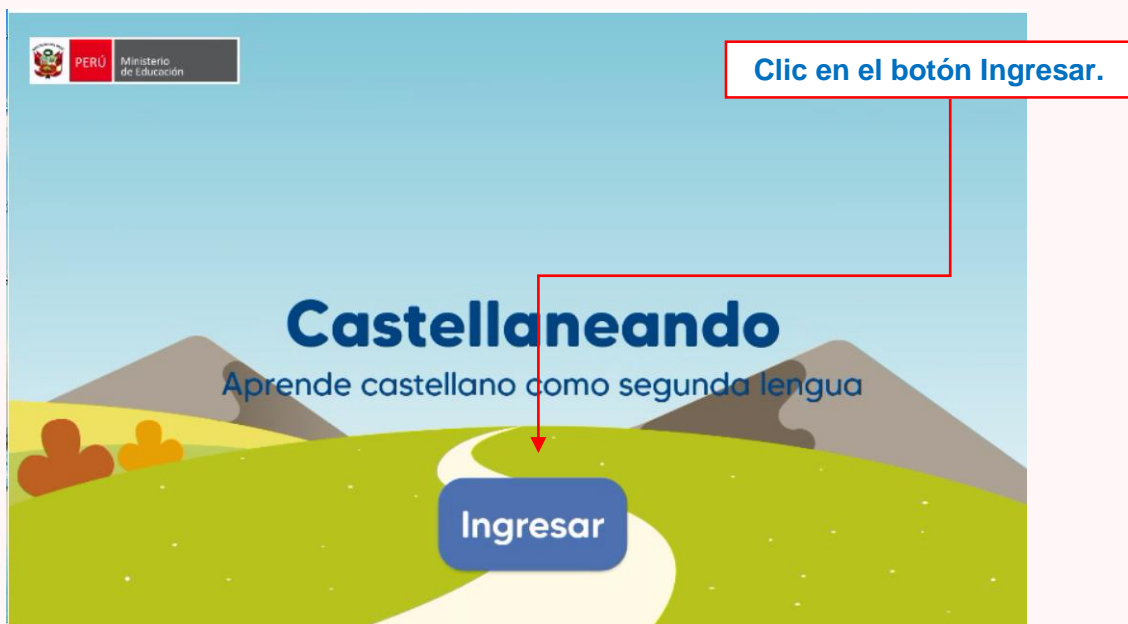 PERÚ
Ministerio
de Educación
Clic en el botón Ingresar.
Castellaneando
Aprende castellano como segunda lengua
Ingresar